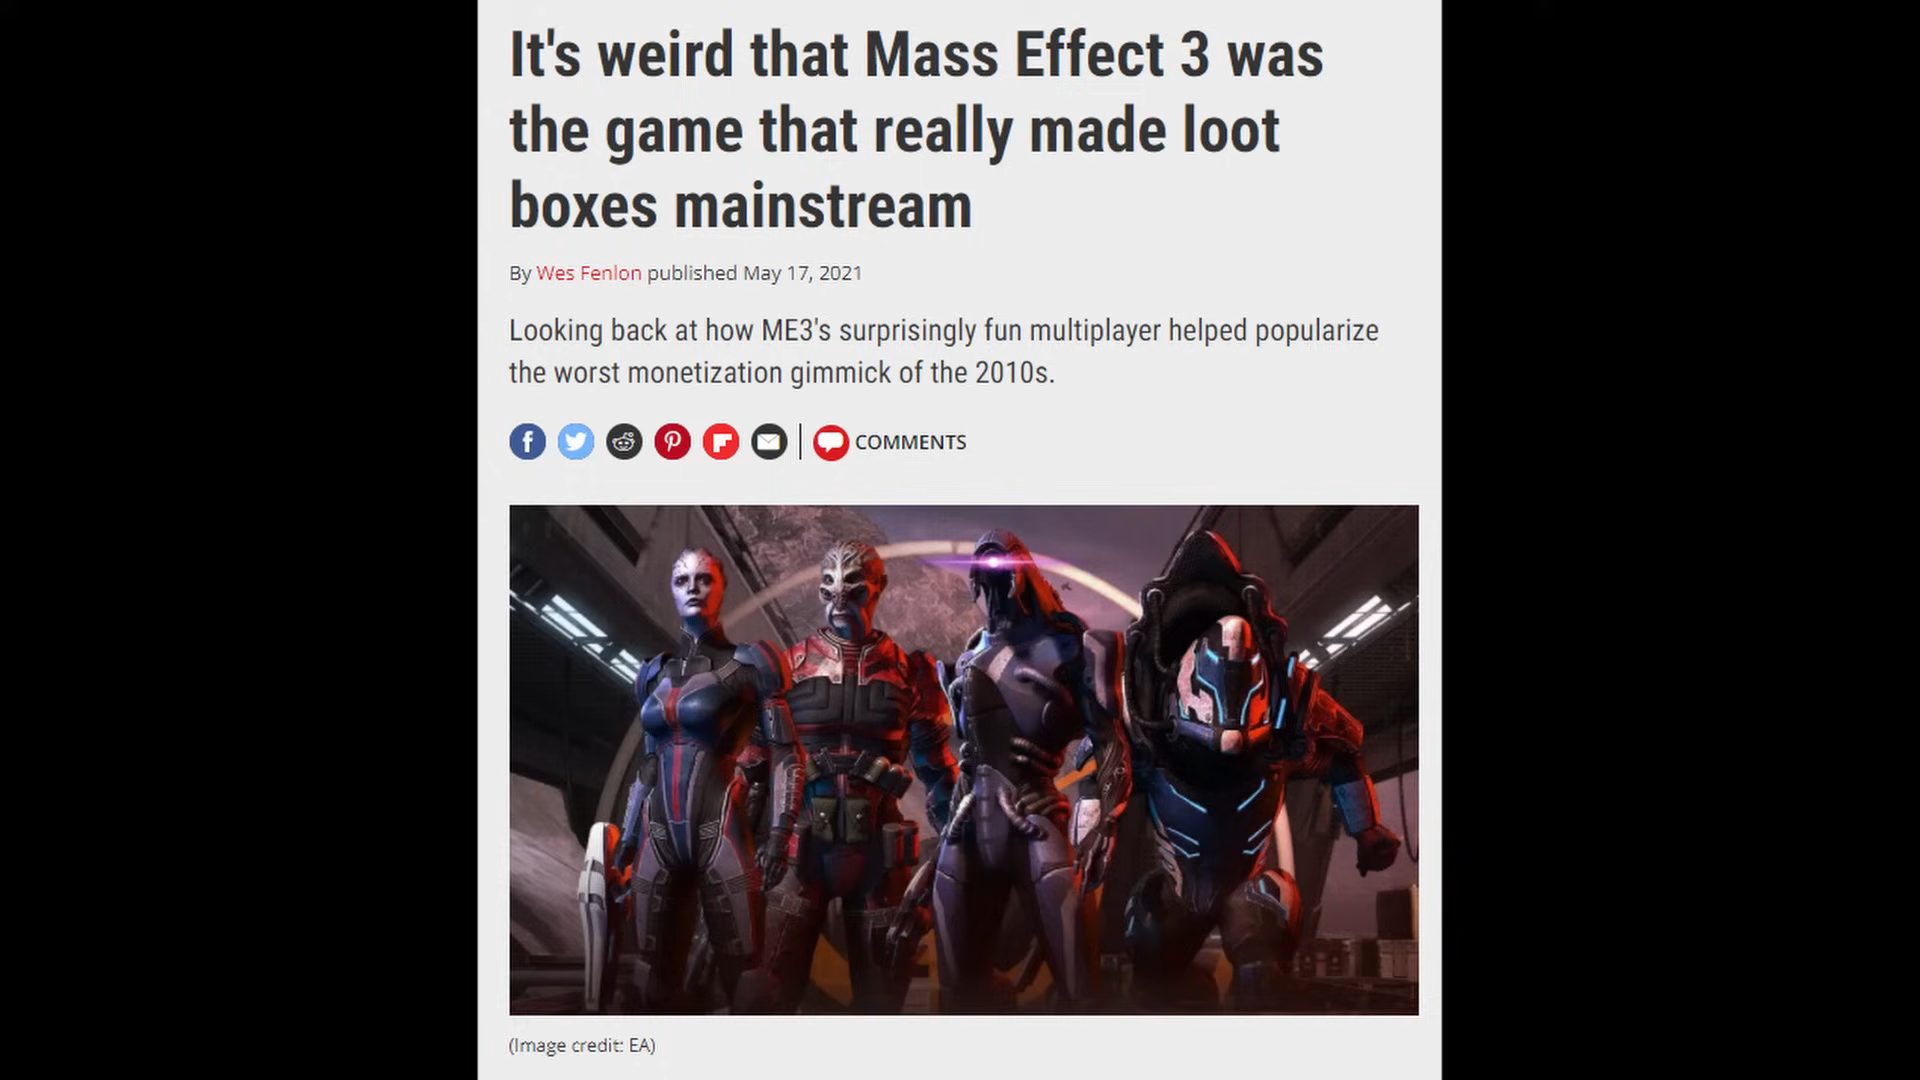 It's weird that Mass Effect 3 was
the game that really made loot
boxes mainstream
By Wes Fenlon published May 17, 2021
Looking back at how ME3's surprisingly fun multiplayer helped popularize
the worst monetization gimmick of the 2010s.
COMMENTS
(Image credit: EA)